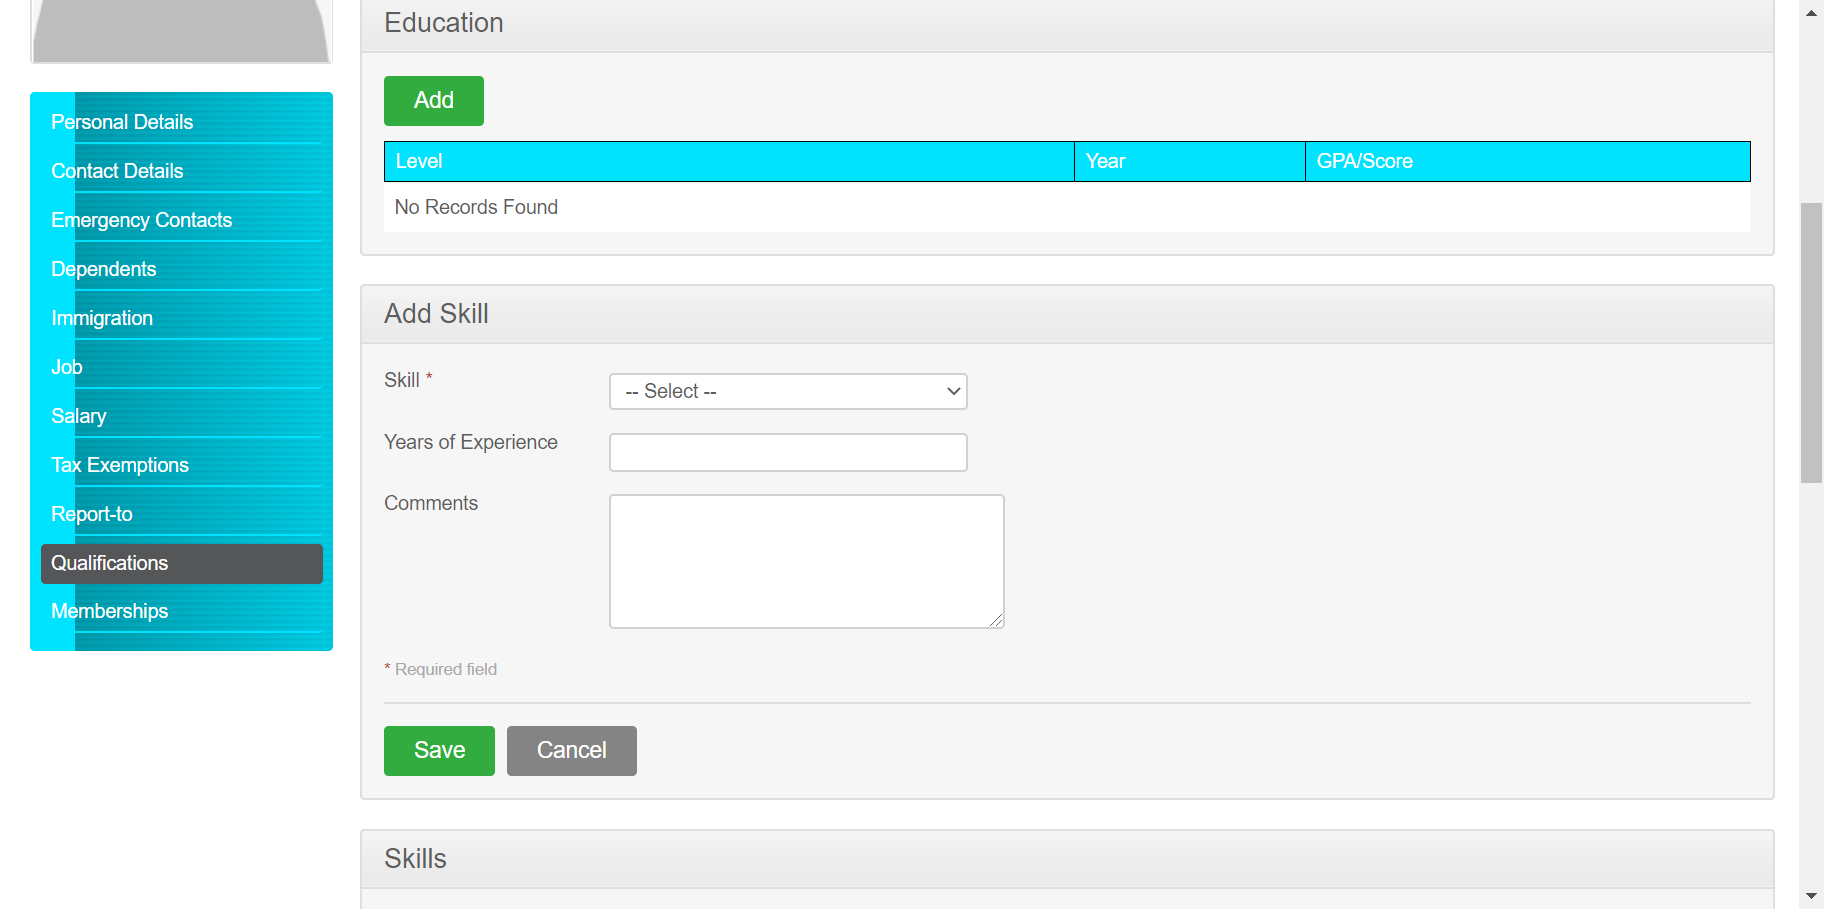 Education
Add
Level Year GPA/Score
No Records Found
Personal Details
Contact Details
Emergency Contacts
Dependents
Immigration
Job
Salary
Tax Exemptions
Report-to
Qualifications
Memberships
Add Skill
Skill *
-- Select --
Years of Experience
Comments
* Required field
Save Cancel
Skills